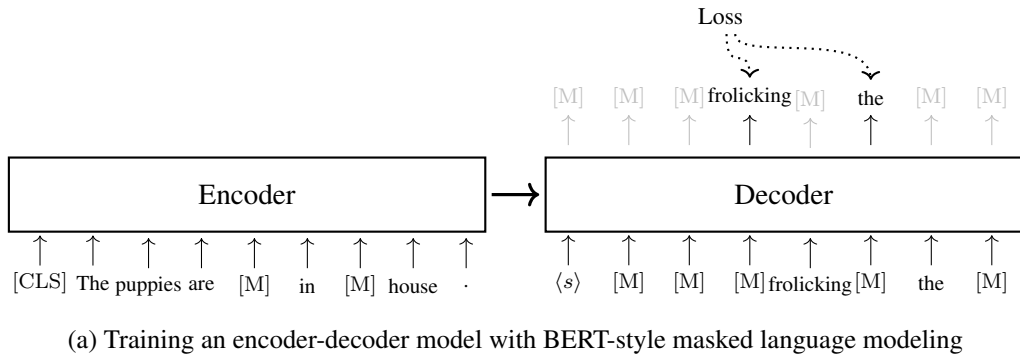 Loss
[M] [M] [M] frolicking [M] the [M] [M]
Encoder Decoder
[CLS] The puppies are [M] in [M] house . ⟨s⟩ [M] [M] [M] frolicking [M] the [M]
(a) Training an encoder-decoder model with BERT-style masked language modeling